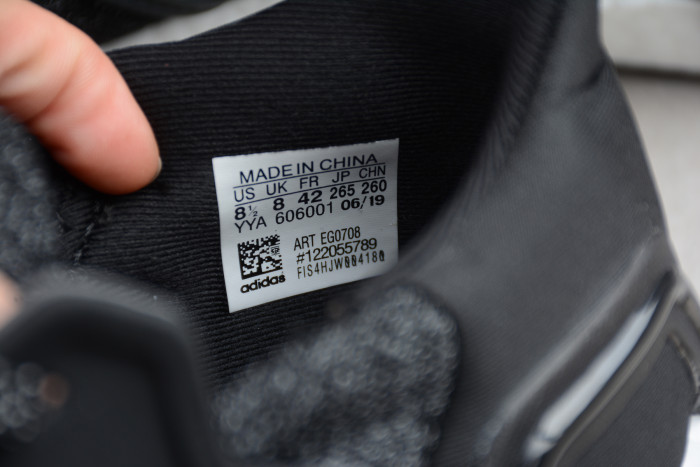 MADE IN CHINA
US UK FR JP CHN
8½ 8 42 265 260
YYA 606001 06/19
ART EG0708
#122055789
FIS4HJW004180
adidas